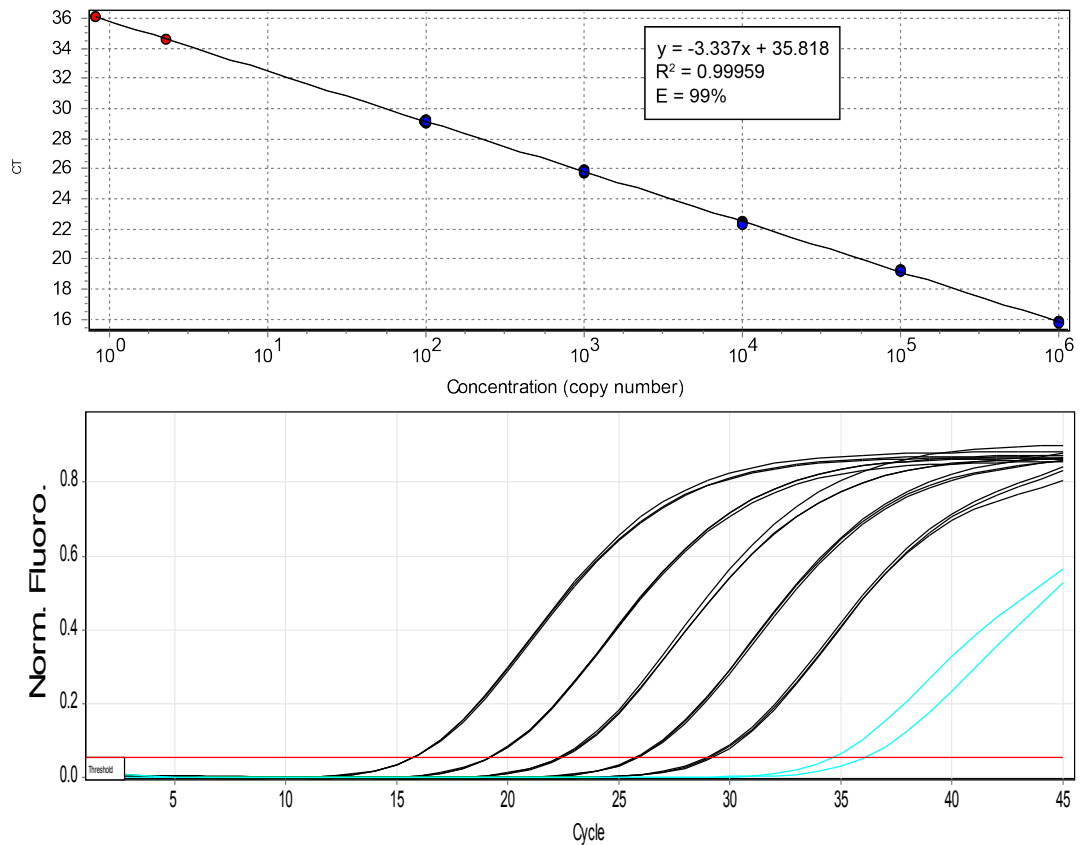 36
34
32
30
28
26
24
22
20
18
16
CT
y = -3.337x + 35.818
R² = 0.99959
E = 99%
10⁰ 10¹ 10² 10³ 10⁴ 10⁵ 10⁶
Concentration (copy number)
Norm. Fluoro.
0.8
0.6
0.4
0.2
0.0
Threshold
5 10 15 20 25 30 35 40 45
Cycle